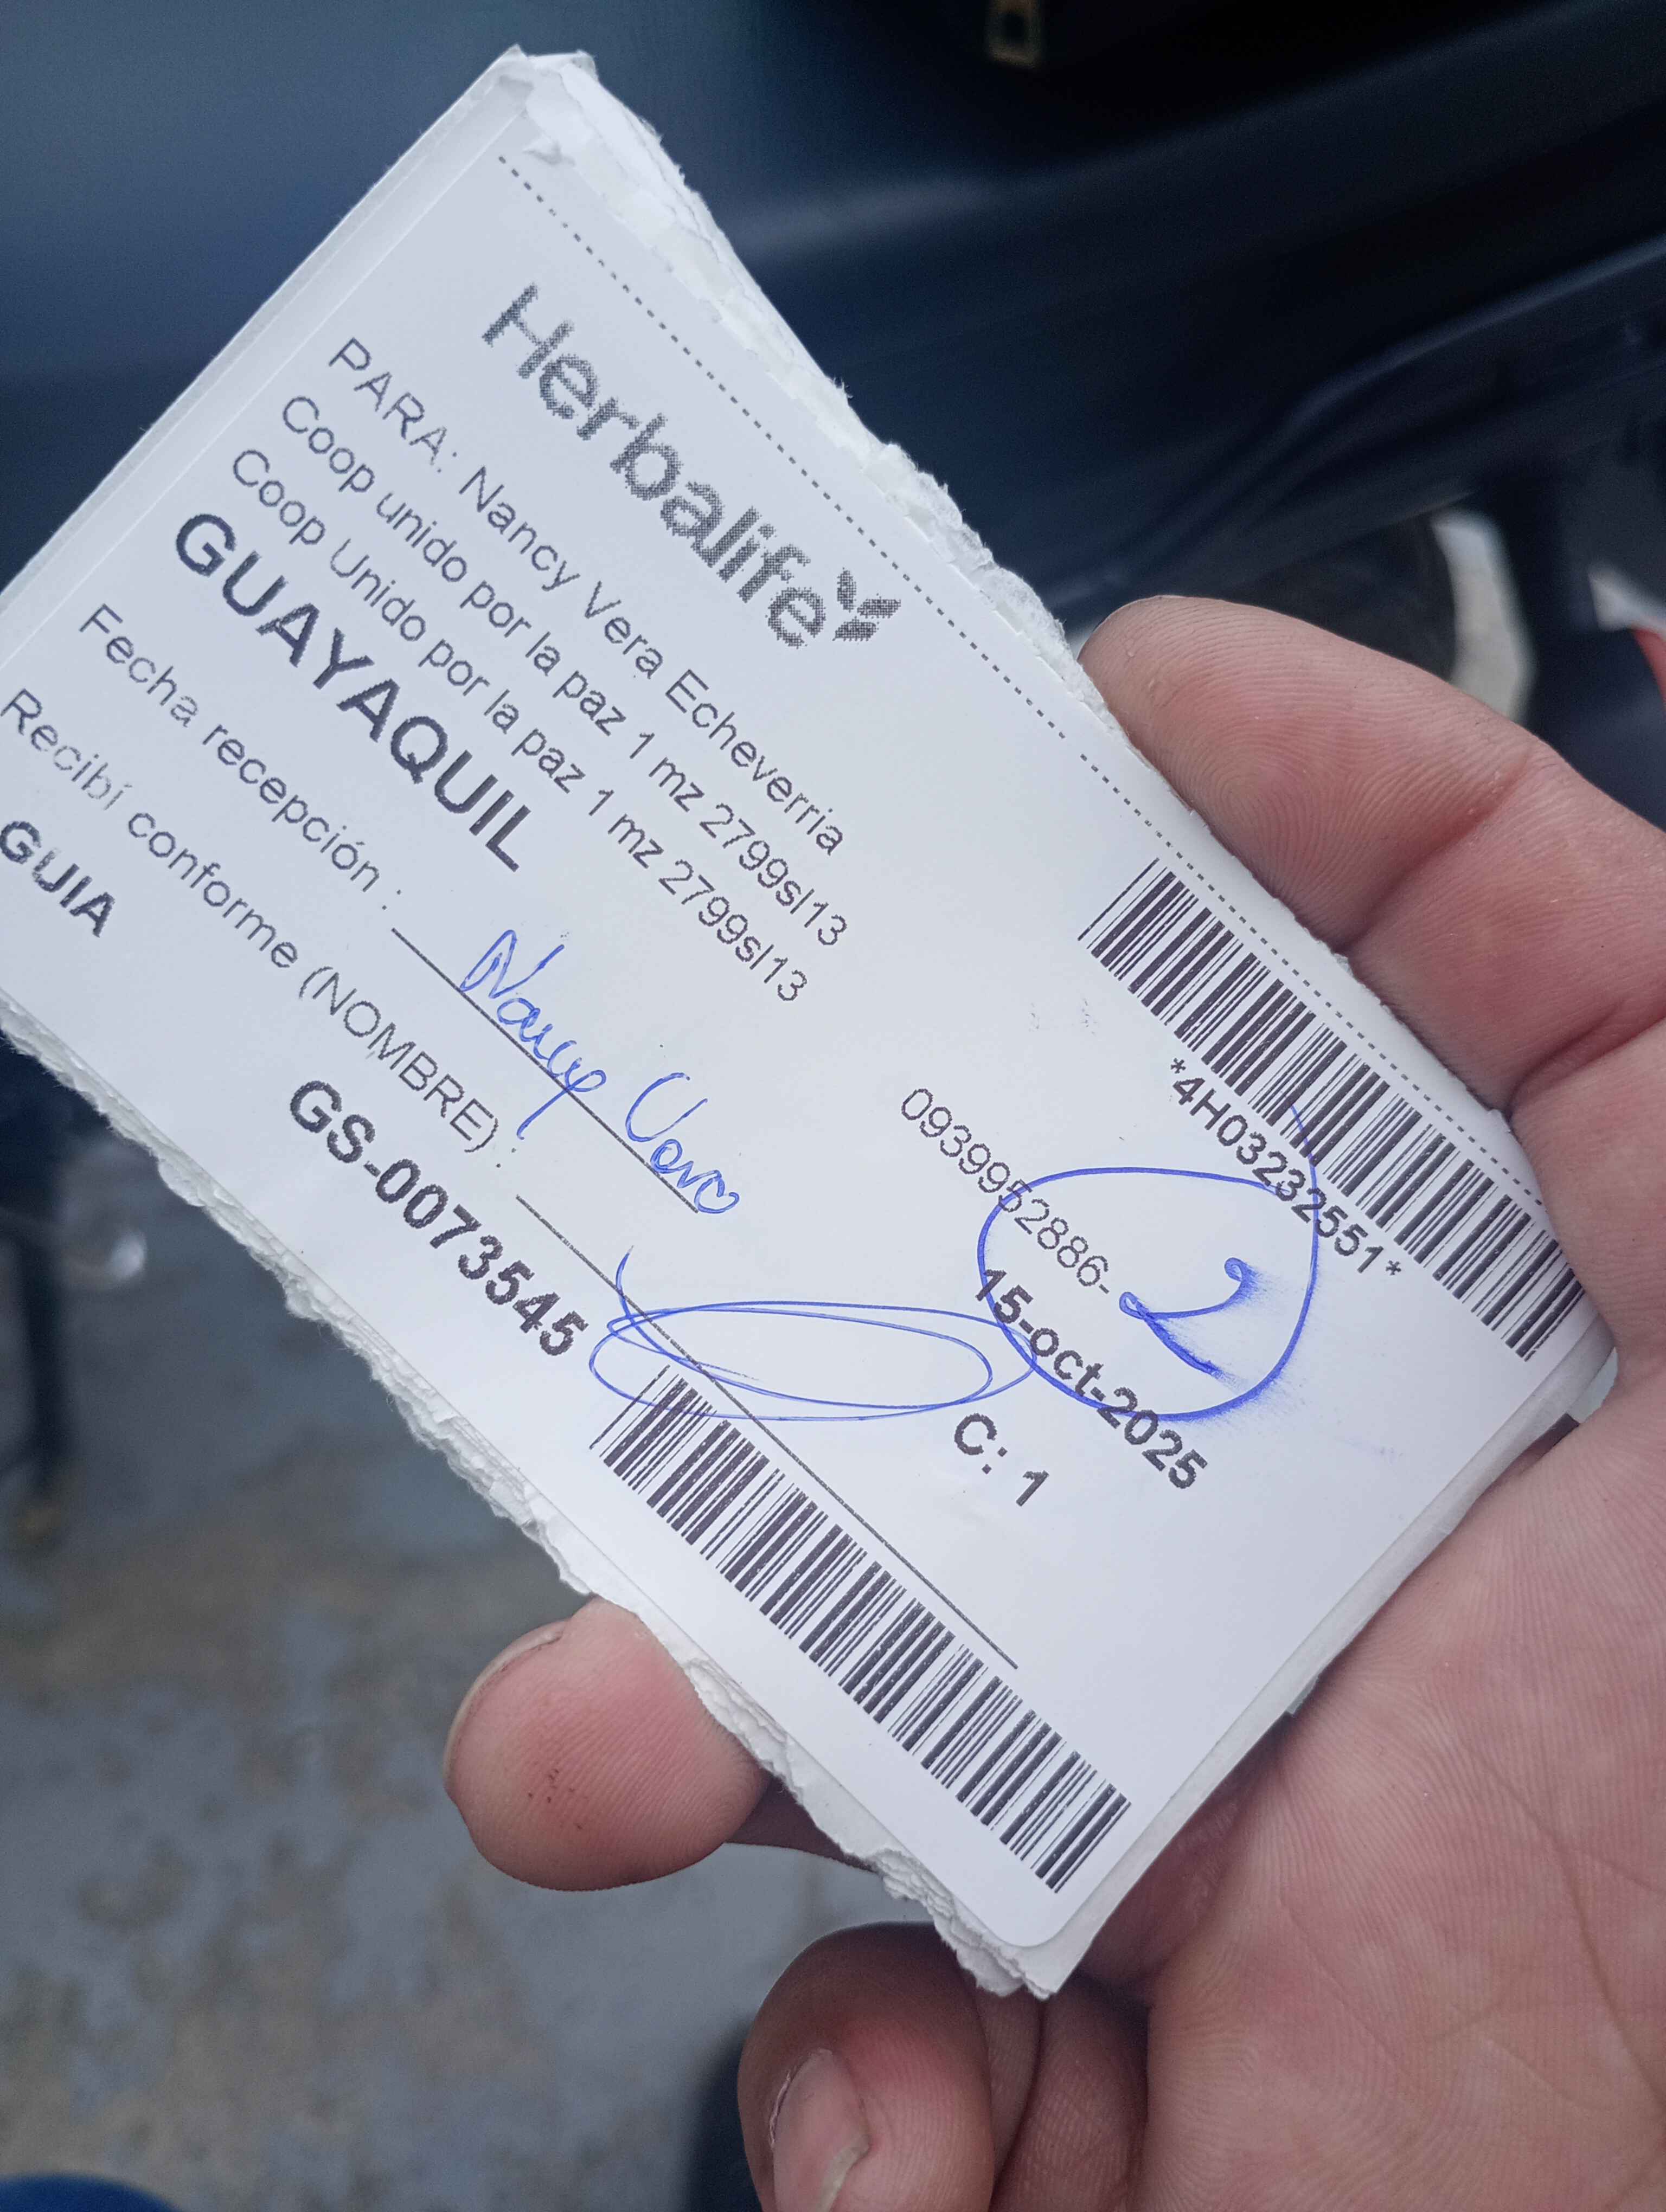 Herbalife
*4H03232551*
PARA: Nancy Vera Echeverria
Coop unido por la paz 1 mz 2799sl13
Coop Unido por la paz 1 mz 2799sl13
0939952886-
2
GUAYAQUIL
15-oct-2025
Fecha recepción : Nancy Vera
C: 1
Recibí conforme (NOMBRE) :
GUIA GS-0073545